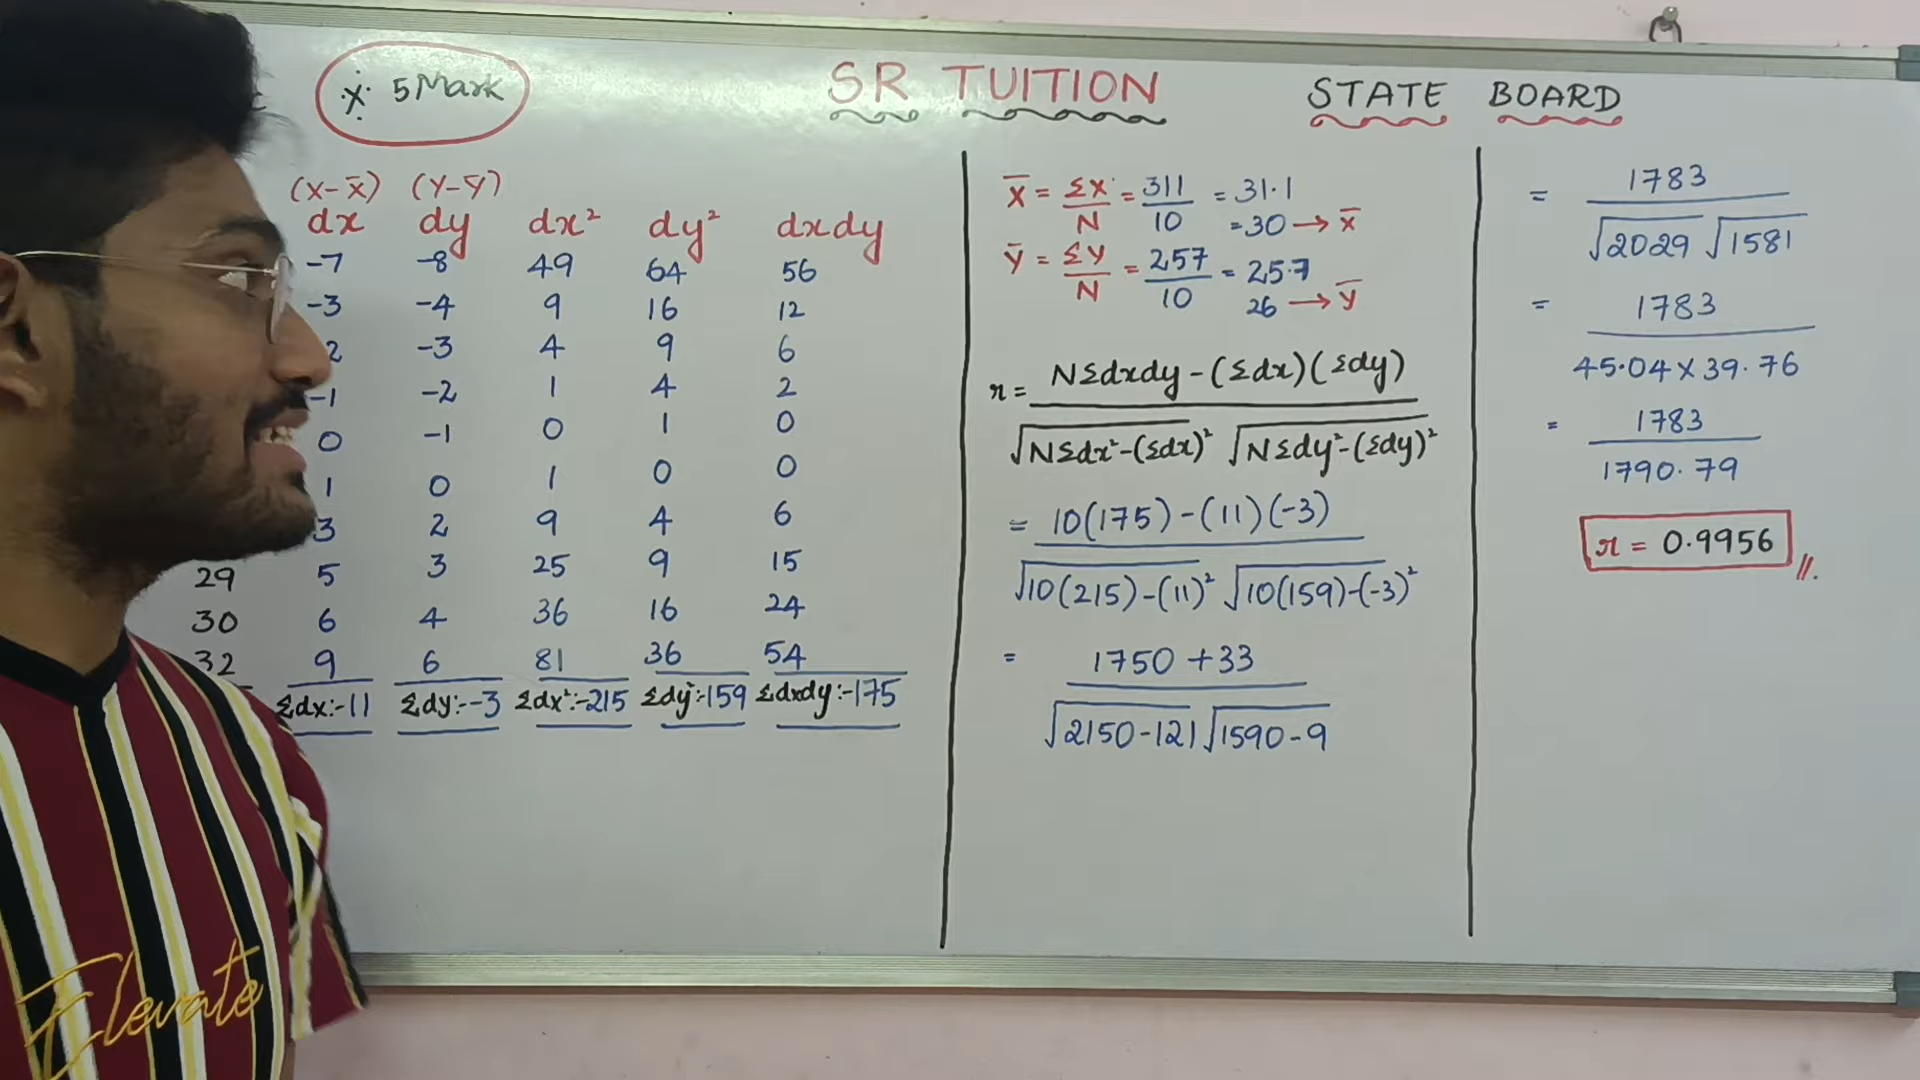 ※ 5 Mark
SR TUITION
STATE BOARD
(X-X̅) (Y-Y̅)
dx dy dx² dy² dxdy
-7 -8 49 64 56
-3 -4 9 16 12
2 -3 4 9 6
-1 -2 1 4 2
0 -1 0 1 0
1 0 1 0 0
3 2 9 4 6
29 5 3 25 9 15
30 6 4 36 16 24
32 9 6 81 36 54
Σdx:-11 Σdy:-3 Σdx²:-215 Σdy²:-159 Σdxdy:-175
X̅ = ΣX/N = 311/10 = 31.1
=30 → X̅
Y̅ = ΣY/N = 257/10 = 25.7
26 → Y̅
r = NΣdxdy-(Σdx)(Σdy)
√NΣdx²-(Σdx)² √NΣdy²-(Σdy)²
= 10(175)-(11)(-3)
√10(215)-(11)² √10(159)-(-3)²
= 1750+33
√2150-121 √1590-9
= 1783
√2029 √1581
= 1783
45.04 x 39.76
= 1783
1790.79
r = 0.9956 //.
Elevate